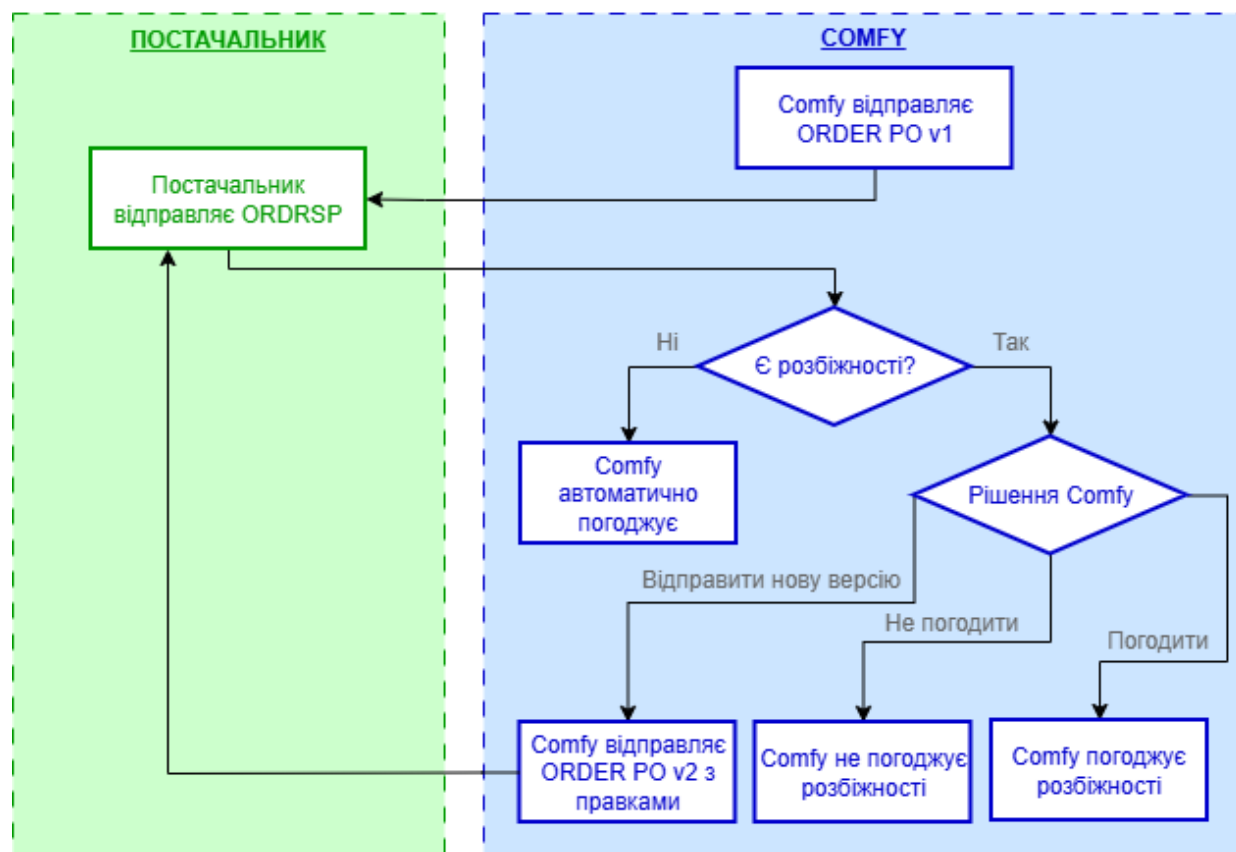 ПОСТАЧАЛЬНИК
COMFY
Comfy відправляє
ORDER PO v1
Постачальник
відправляє ORDRSP
Ні
Є розбіжності?
Так
Comfy
автоматично
погоджує
Рішення Comfy
Відправити нову версію
Не погодити
Погодити
Comfy відправляє
ORDER PO v2 з
правками
Comfy не погоджує
розбіжності
Comfy погоджує
розбіжності